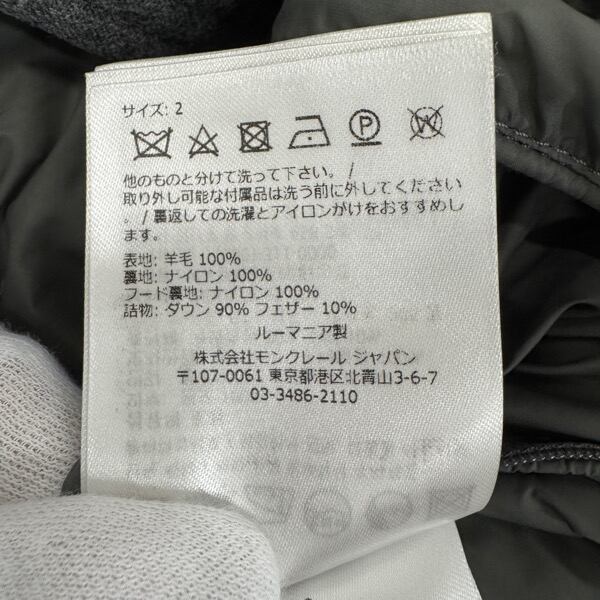 サイズ: 2
P W
他のものと分けて洗って下さい。 /
取り外し可能な付属品は洗う前に外してください
。 / 裏返しての洗濯とアイロンがけをおすすめし
ます。
表地: 羊毛 100%
裏地: ナイロン 100%
フード裏地: ナイロン 100%
詰物: ダウン 90% フェザー 10%
ルーマニア製
株式会社モンクレール ジャパン
〒107-0061 東京都港区北青山3-6-7
03-3486-2110